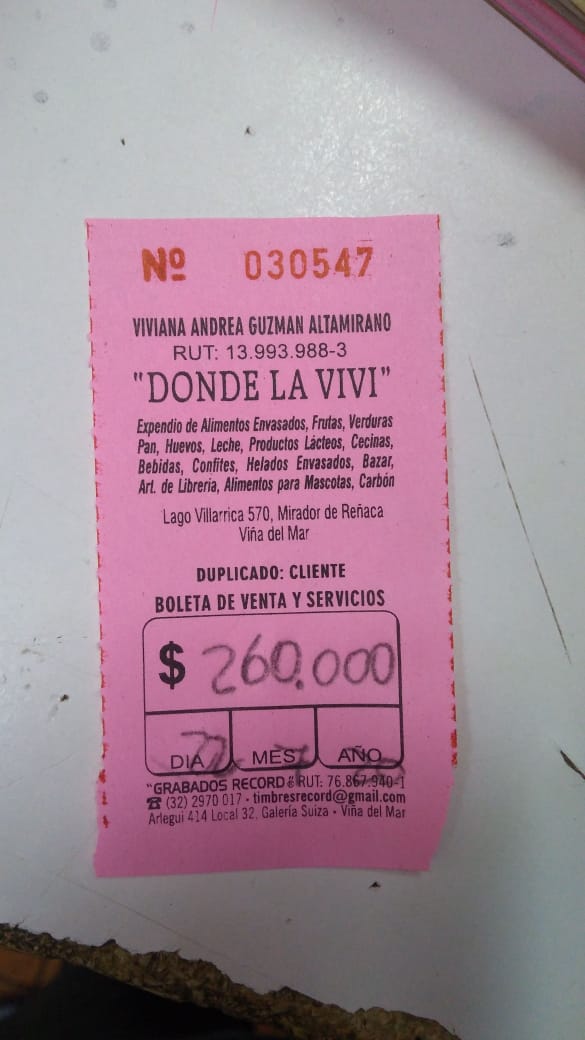 Nº 030547
VIVIANA ANDREA GUZMAN ALTAMIRANO
RUT: 13.993.988-3
"DONDE LA VIVI"
Expendio de Alimentos Envasados, Frutas, Verduras
Pan, Huevos, Leche, Productos Lácteos, Cecinas,
Bebidas, Confites, Helados Envasados, Bazar,
Art. de Librería, Alimentos para Mascotas, Carbón
Lago Villarrica 570, Mirador de Reñaca
Viña del Mar
DUPLICADO: CLIENTE
BOLETA DE VENTA Y SERVICIOS
$ 260.000
DIA MES AÑO
"GRABADOS RECORD" RUT: 76.867.940-1
☎ (32) 2970 017 - timbresrecord@gmail.com
Arlegui 414 Local 32, Galería Suiza - Viña del Mar